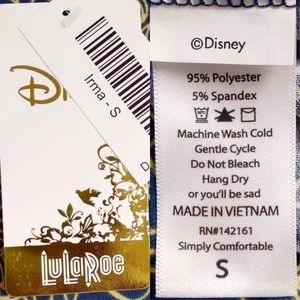 Irma - S
D
LuLaRoe
©Disney
95% Polyester
5% Spandex
Machine Wash Cold
Gentle Cycle
Do Not Bleach
Hang Dry
or you'll be sad
MADE IN VIETNAM
RN#142161
Simply Comfortable
S